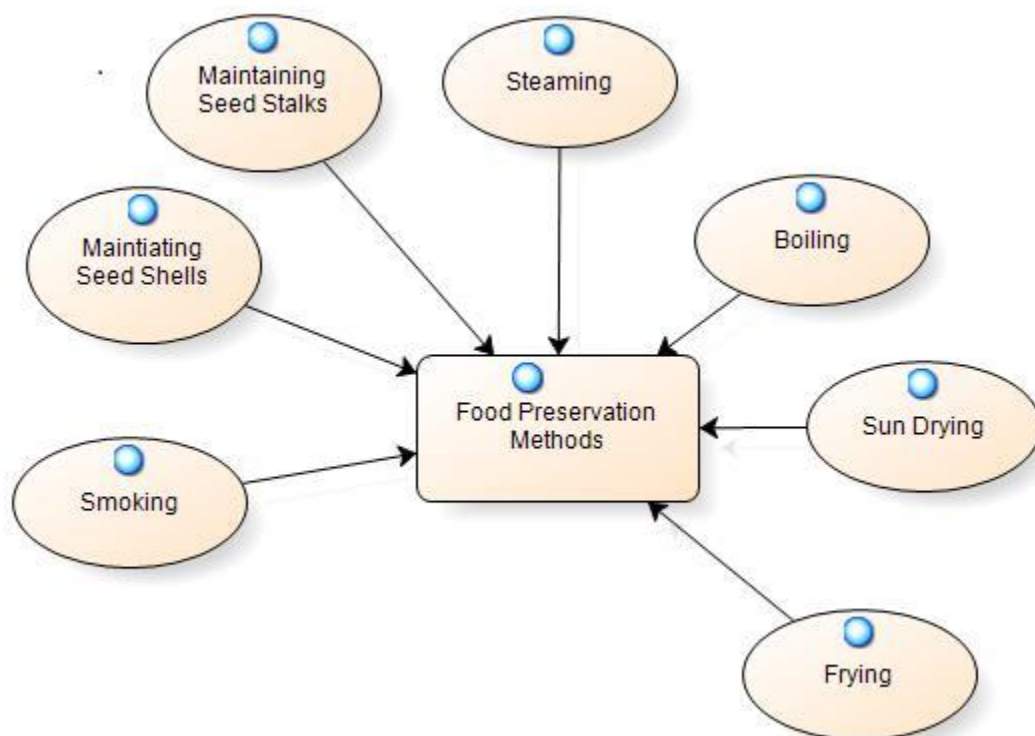 Maintaining
Seed Stalks
Steaming
Maintiating
Seed Shells
Boiling
Food Preservation
Methods
Sun Drying
Smoking
Frying